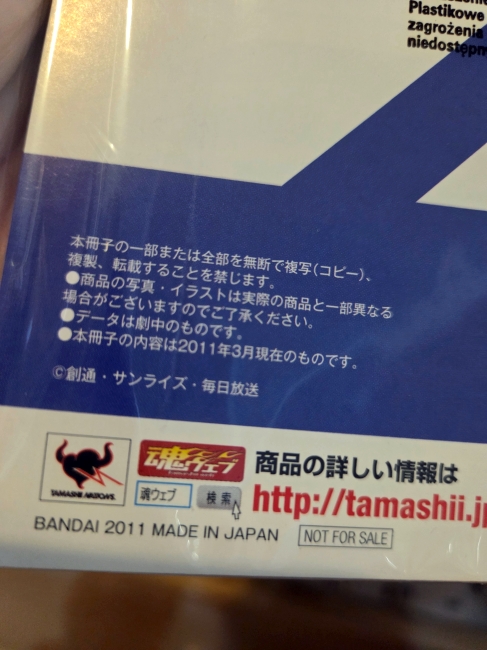 Plastikowe
zagrożenia
niedostępn
本冊子の一部または全部を無断で複写(コピー)、
複製、転載することを禁じます。
●商品の写真・イラストは実際の商品と一部異なる
場合がございますのでご了承ください。
●データは劇中のものです。
●本冊子の内容は2011年3月現在のものです。
©創通・サンライズ・毎日放送
TAMASHII NATIONS
魂ウェブ
魂ウェブ 検索
商品の詳しい情報は
http://tamashii.jp
BANDAI 2011 MADE IN JAPAN
NOT FOR SALE